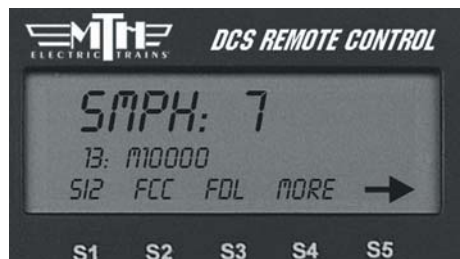 MTH DCS REMOTE CONTROL
ELECTRIC TRAINS
SMPH: 7
13: M10000
SI2 FCC FDL MORE
S1 S2 S3 S4 S5